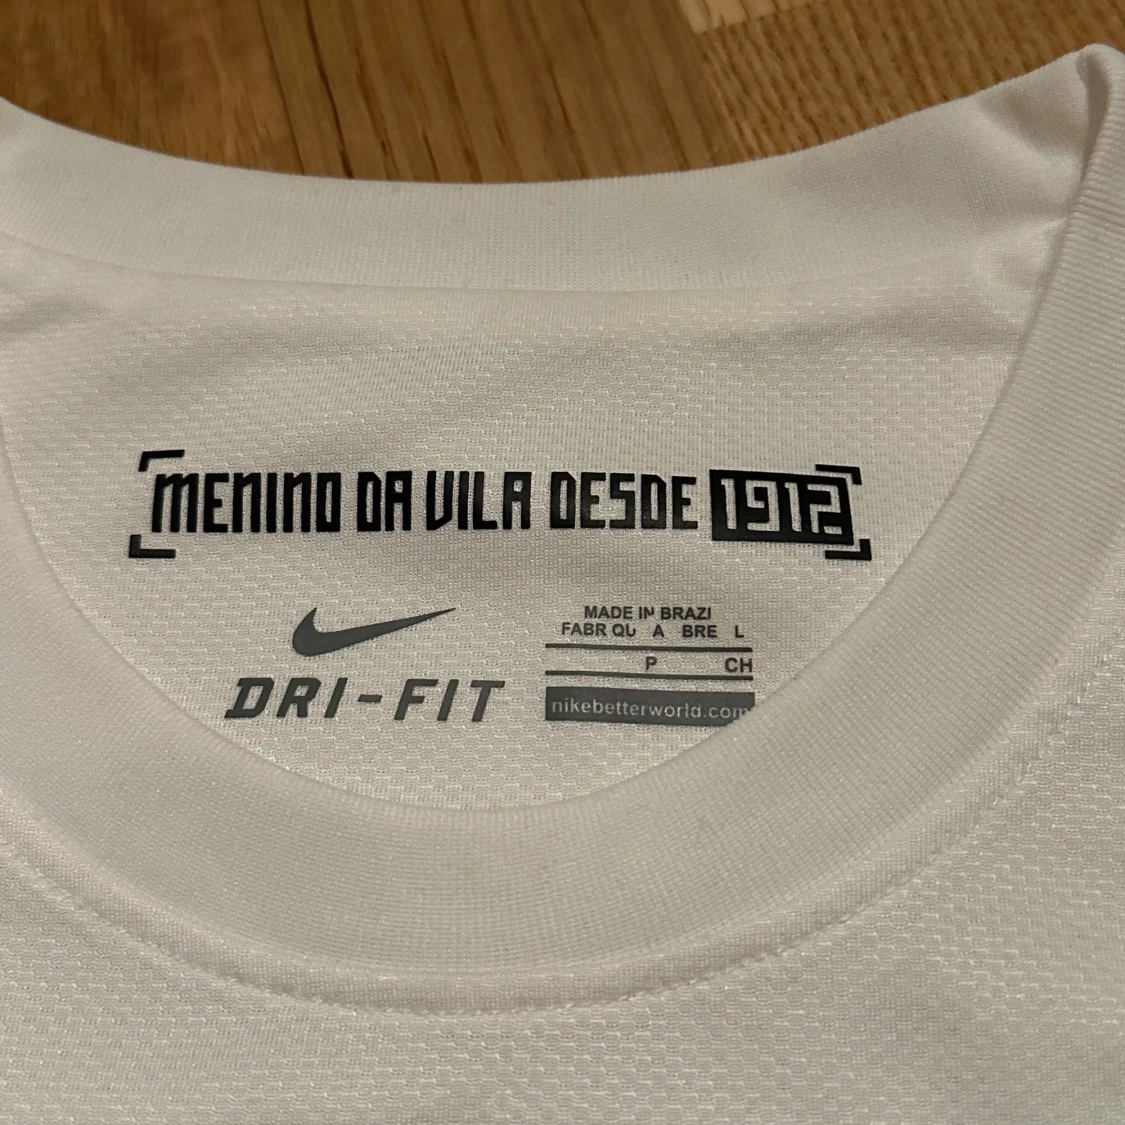 MENINO DA VILA DESDE 1912
DRI-FIT
MADE IN BRAZI
FABR QU A BRE L
P CH
nikebetterworld.com